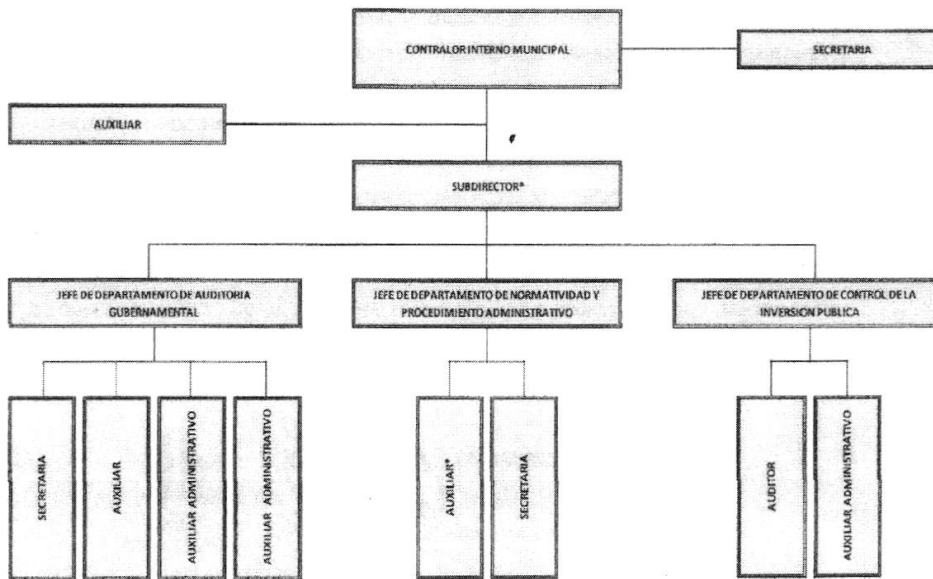 CONTRALOR INTERNO MUNICIPAL
SECRETARIA
AUXILIAR
SUBDIRECTOR*
JEFE DE DEPARTAMENTO DE AUDITORIA
GUBERNAMENTAL
JEFE DE DEPARTAMENTO DE NORMATIVIDAD Y
PROCEDIMIENTO ADMINISTRATIVO
JEFE DE DEPARTAMENTO DE CONTROL DE LA
INVERSION PUBLICA
SECRETARIA
AUXILIAR
AUXILIAR ADMINISTRATIVO
AUXILIAR ADMINISTRATIVO
AUXILIAR*
SECRETARIA
AUDITOR
AUXILIAR ADMINISTRATIVO